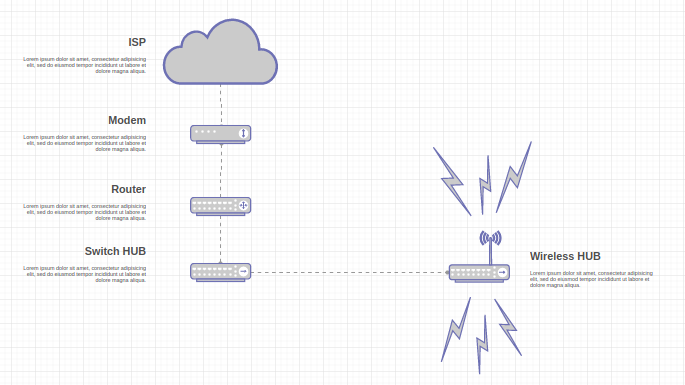 ISP
Lorem ipsum dolor sit amet, consectetur adipisicing
elit, sed do eiusmod tempor incididunt ut labore et
dolore magna aliqua.
Modem
Lorem ipsum dolor sit amet, consectetur adipisicing
elit, sed do eiusmod tempor incididunt ut labore et
dolore magna aliqua.
Router
Lorem ipsum dolor sit amet, consectetur adipisicing
elit, sed do eiusmod tempor incididunt ut labore et
dolore magna aliqua.
Switch HUB
Lorem ipsum dolor sit amet, consectetur adipisicing
elit, sed do eiusmod tempor incididunt ut labore et
dolore magna aliqua.
Wireless HUB
Lorem ipsum dolor sit amet, consectetur adipisicing
elit, sed do eiusmod tempor incididunt ut labore et
dolore magna aliqua.